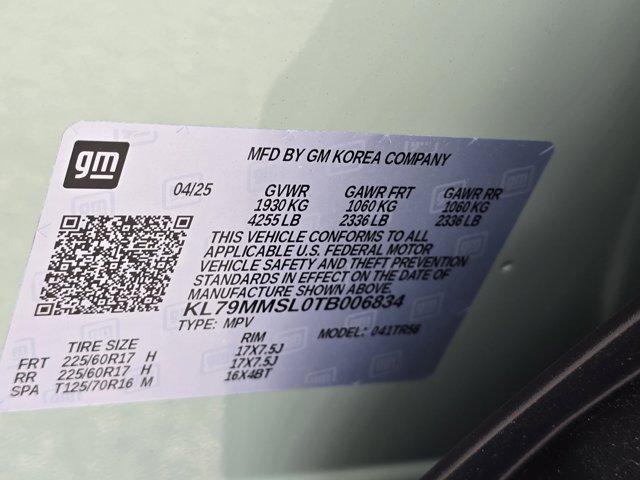 gm
MFD BY GM KOREA COMPANY
04/25 GVWR GAWR FRT GAWR RR
1930 KG 1060 KG 1060 KG
4255 LB 2336 LB 2336 LB
THIS VEHICLE CONFORMS TO ALL
APPLICABLE U.S. FEDERAL MOTOR
VEHICLE SAFETY AND THEFT PREVENTION
STANDARDS IN EFFECT ON THE DATE OF
MANUFACTURE SHOWN ABOVE.
KL79MMSL0TB006834
TYPE: MPV MODEL: 041TR56
TIRE SIZE RIM
FRT 225/60R17 H 17X7.5J
RR 225/60R17 H 17X7.5J
SPA T125/70R16 M 16X4BT